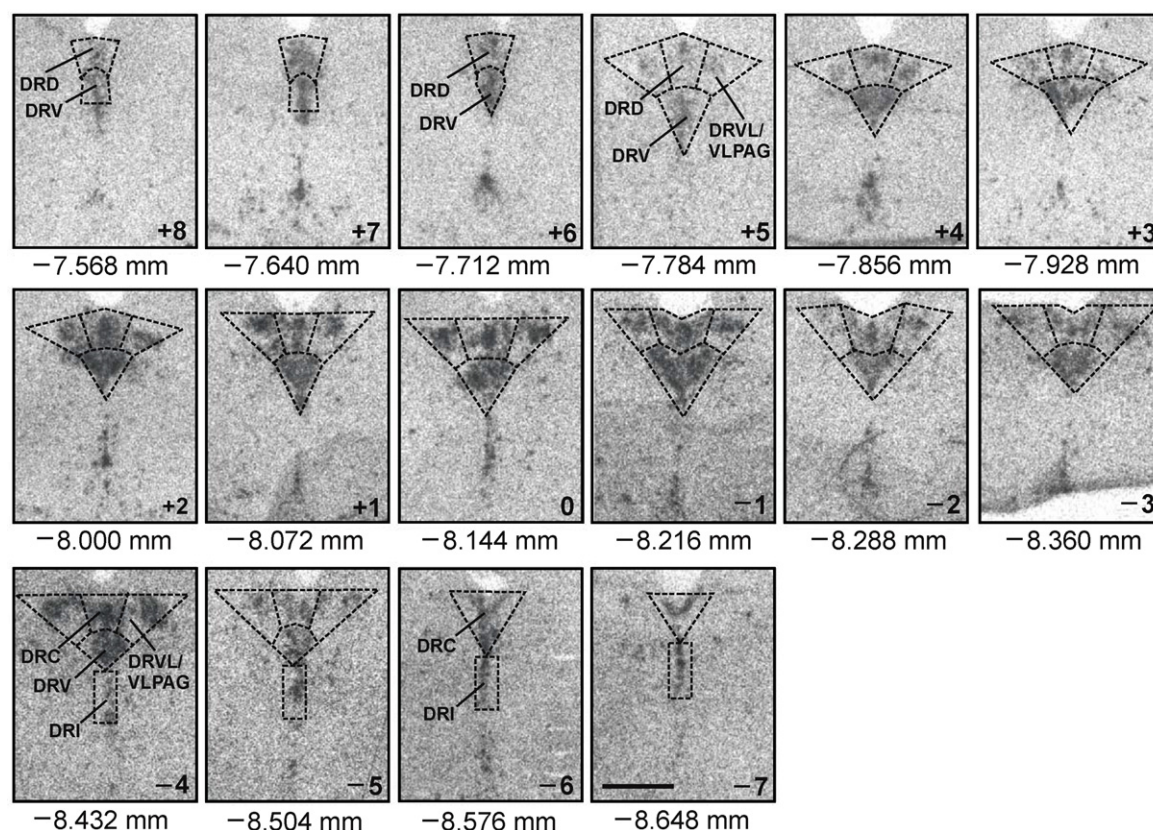 DRD
DRV
+8
+7
DRD
DRV
+6
DRD
DRV
DRVL/
VLPAG
+5
+4
+3
−7.568 mm
−7.640 mm
−7.712 mm
−7.784 mm
−7.856 mm
−7.928 mm
+2
+1
0
−1
−2
−3
−8.000 mm
−8.072 mm
−8.144 mm
−8.216 mm
−8.288 mm
−8.360 mm
DRC
DRV
DRVL/
VLPAG
DRI
−4
−5
DRC
DRI
−6
−7
−8.432 mm
−8.504 mm
−8.576 mm
−8.648 mm